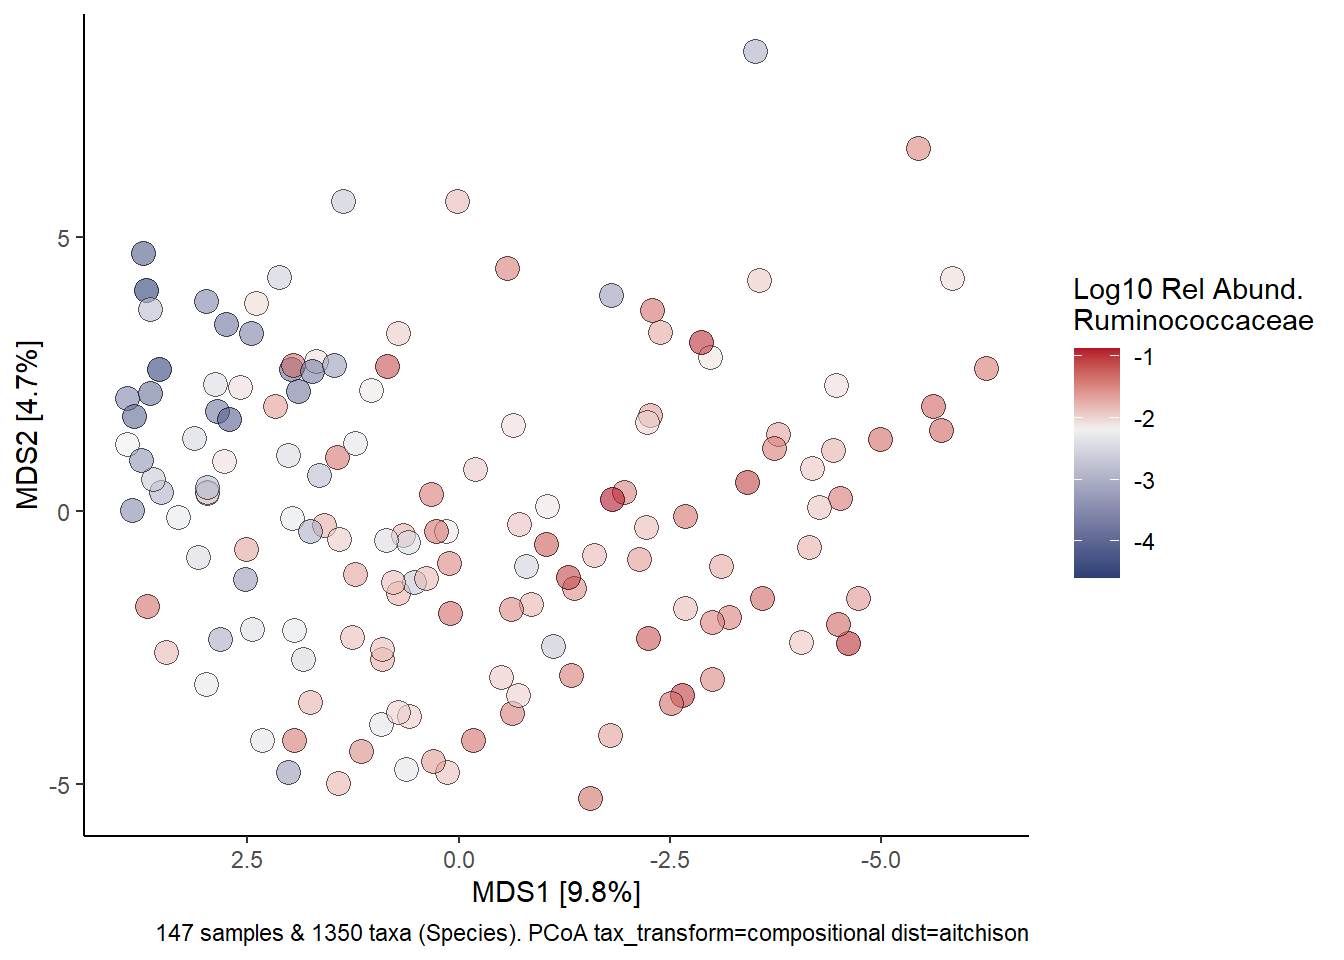 5
0
-5
MDS2 [4.7%]
2.5
0.0
-2.5
-5.0
MDS1 [9.8%]
147 samples & 1350 taxa (Species). PCoA tax_transform=compositional dist=aitchison
Log10 Rel Abund.
Ruminococcaceae
-1
-2
-3
-4